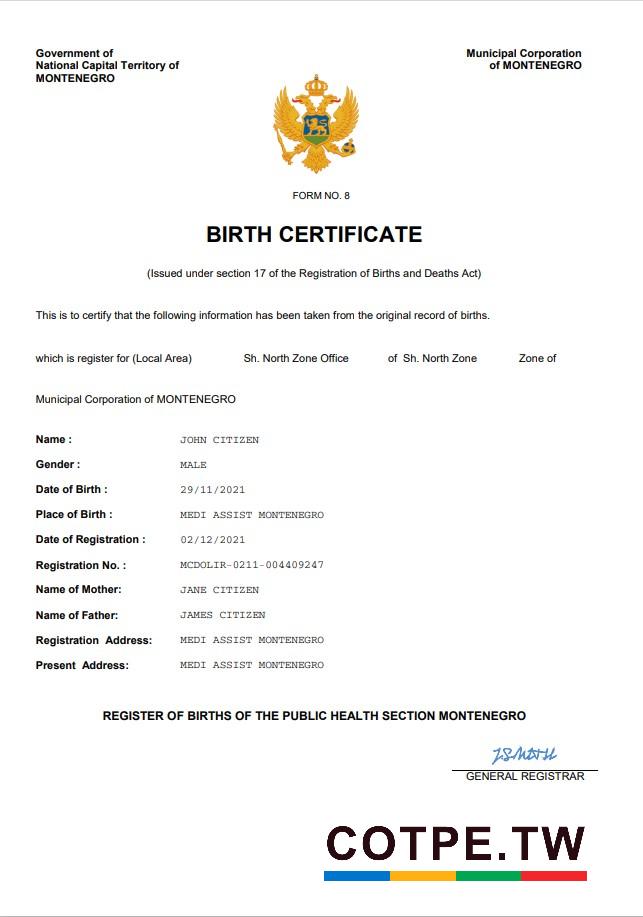 Government of
National Capital Territory of
MONTENEGRO
Municipal Corporation
of MONTENEGRO
FORM NO. 8
BIRTH CERTIFICATE
(Issued under section 17 of the Registration of Births and Deaths Act)
This is to certify that the following information has been taken from the original record of births.
which is register for (Local Area) Sh. North Zone Office of Sh. North Zone Zone of
Municipal Corporation of MONTENEGRO
Name : JOHN CITIZEN
Gender : MALE
Date of Birth : 29/11/2021
Place of Birth : MEDI ASSIST MONTENEGRO
Date of Registration : 02/12/2021
Registration No. : MCDOLIR-0211-004409247
Name of Mother: JANE CITIZEN
Name of Father: JAMES CITIZEN
Registration Address: MEDI ASSIST MONTENEGRO
Present Address: MEDI ASSIST MONTENEGRO
REGISTER OF BIRTHS OF THE PUBLIC HEALTH SECTION MONTENEGRO
GENERAL REGISTRAR
COTPE.TW